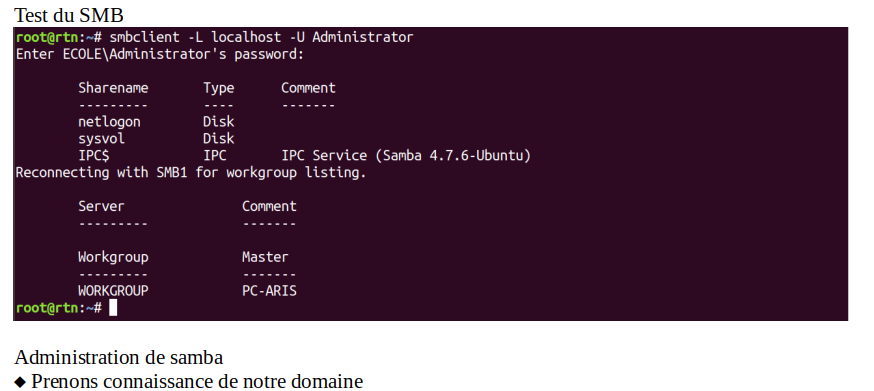 Test du SMB
root@rtn:~# smbclient -L localhost -U Administrator
Enter ECOLE\Administrator's password:
Sharename Type Comment
--------- ---- -------
netlogon Disk
sysvol Disk
IPC$ IPC IPC Service (Samba 4.7.6-Ubuntu)
Reconnecting with SMB1 for workgroup listing.
Server Comment
--------- -------
Workgroup Master
--------- -------
WORKGROUP PC-ARIS
root@rtn:~#
Administration de samba
◆ Prenons connaissance de notre domaine